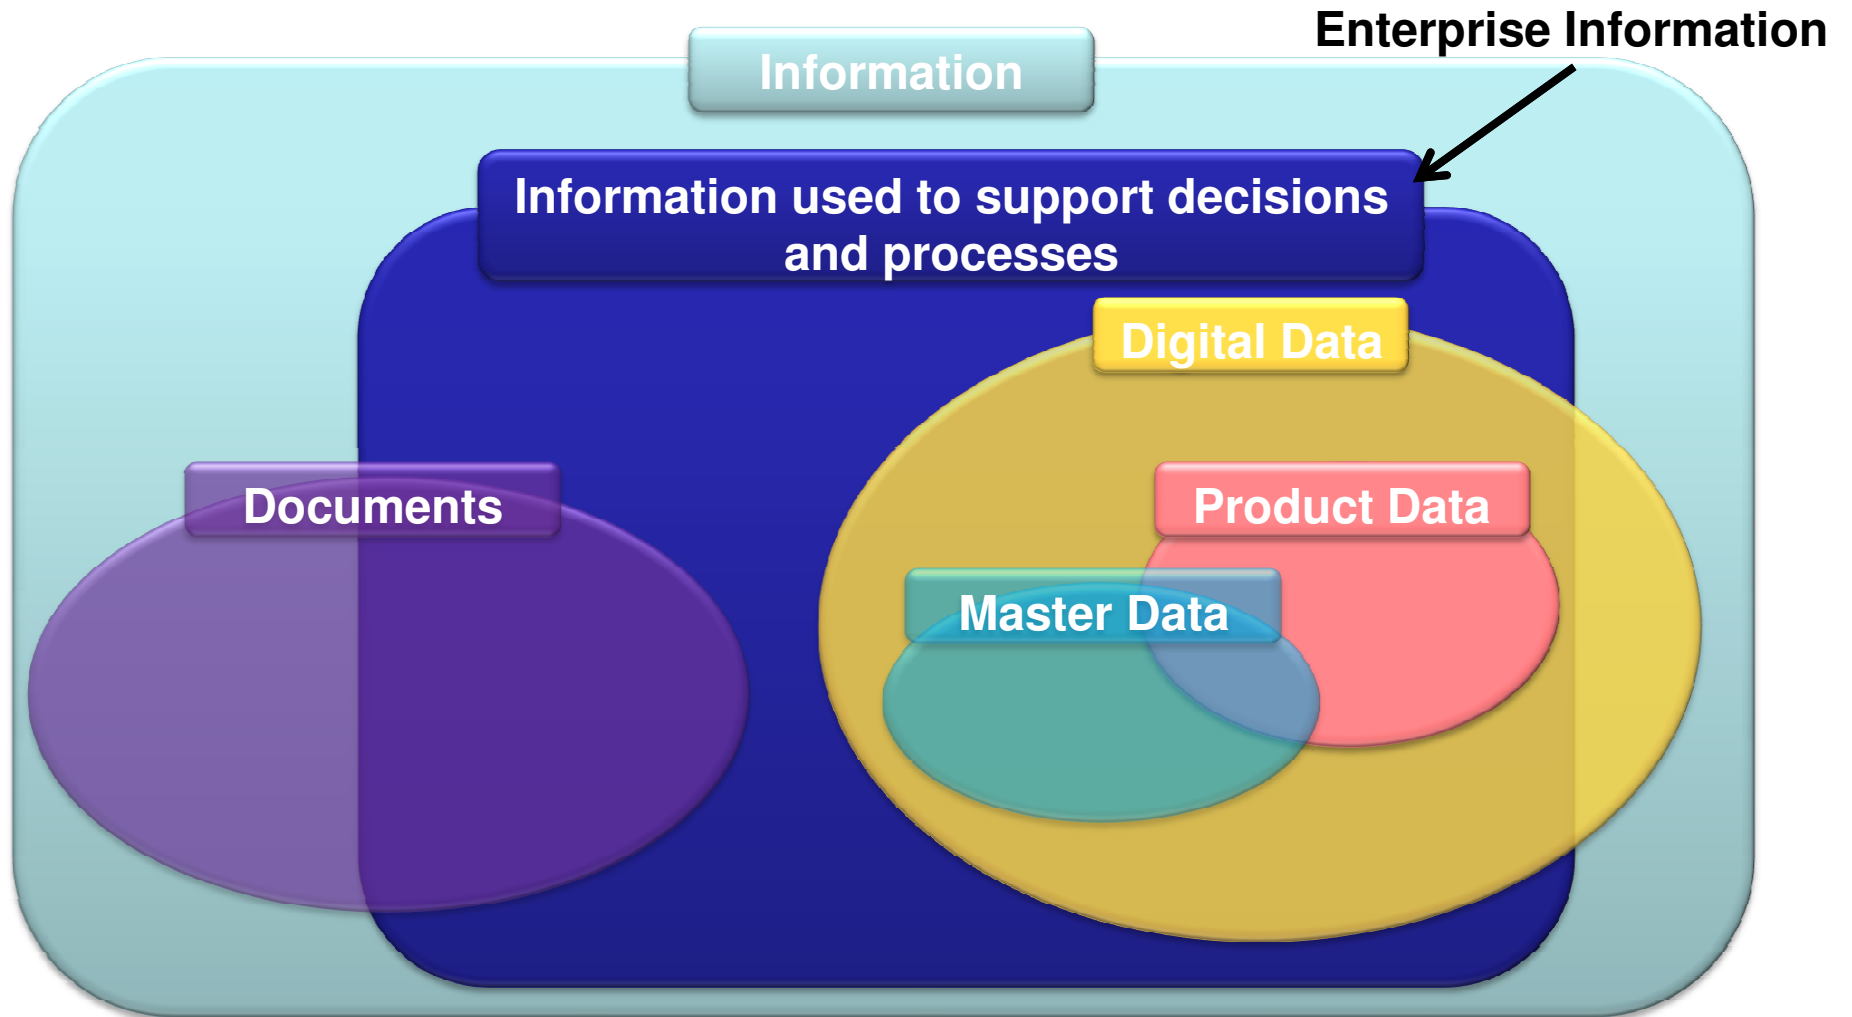 Enterprise Information
Information
Information used to support decisions
and processes
Digital Data
Documents
Product Data
Master Data